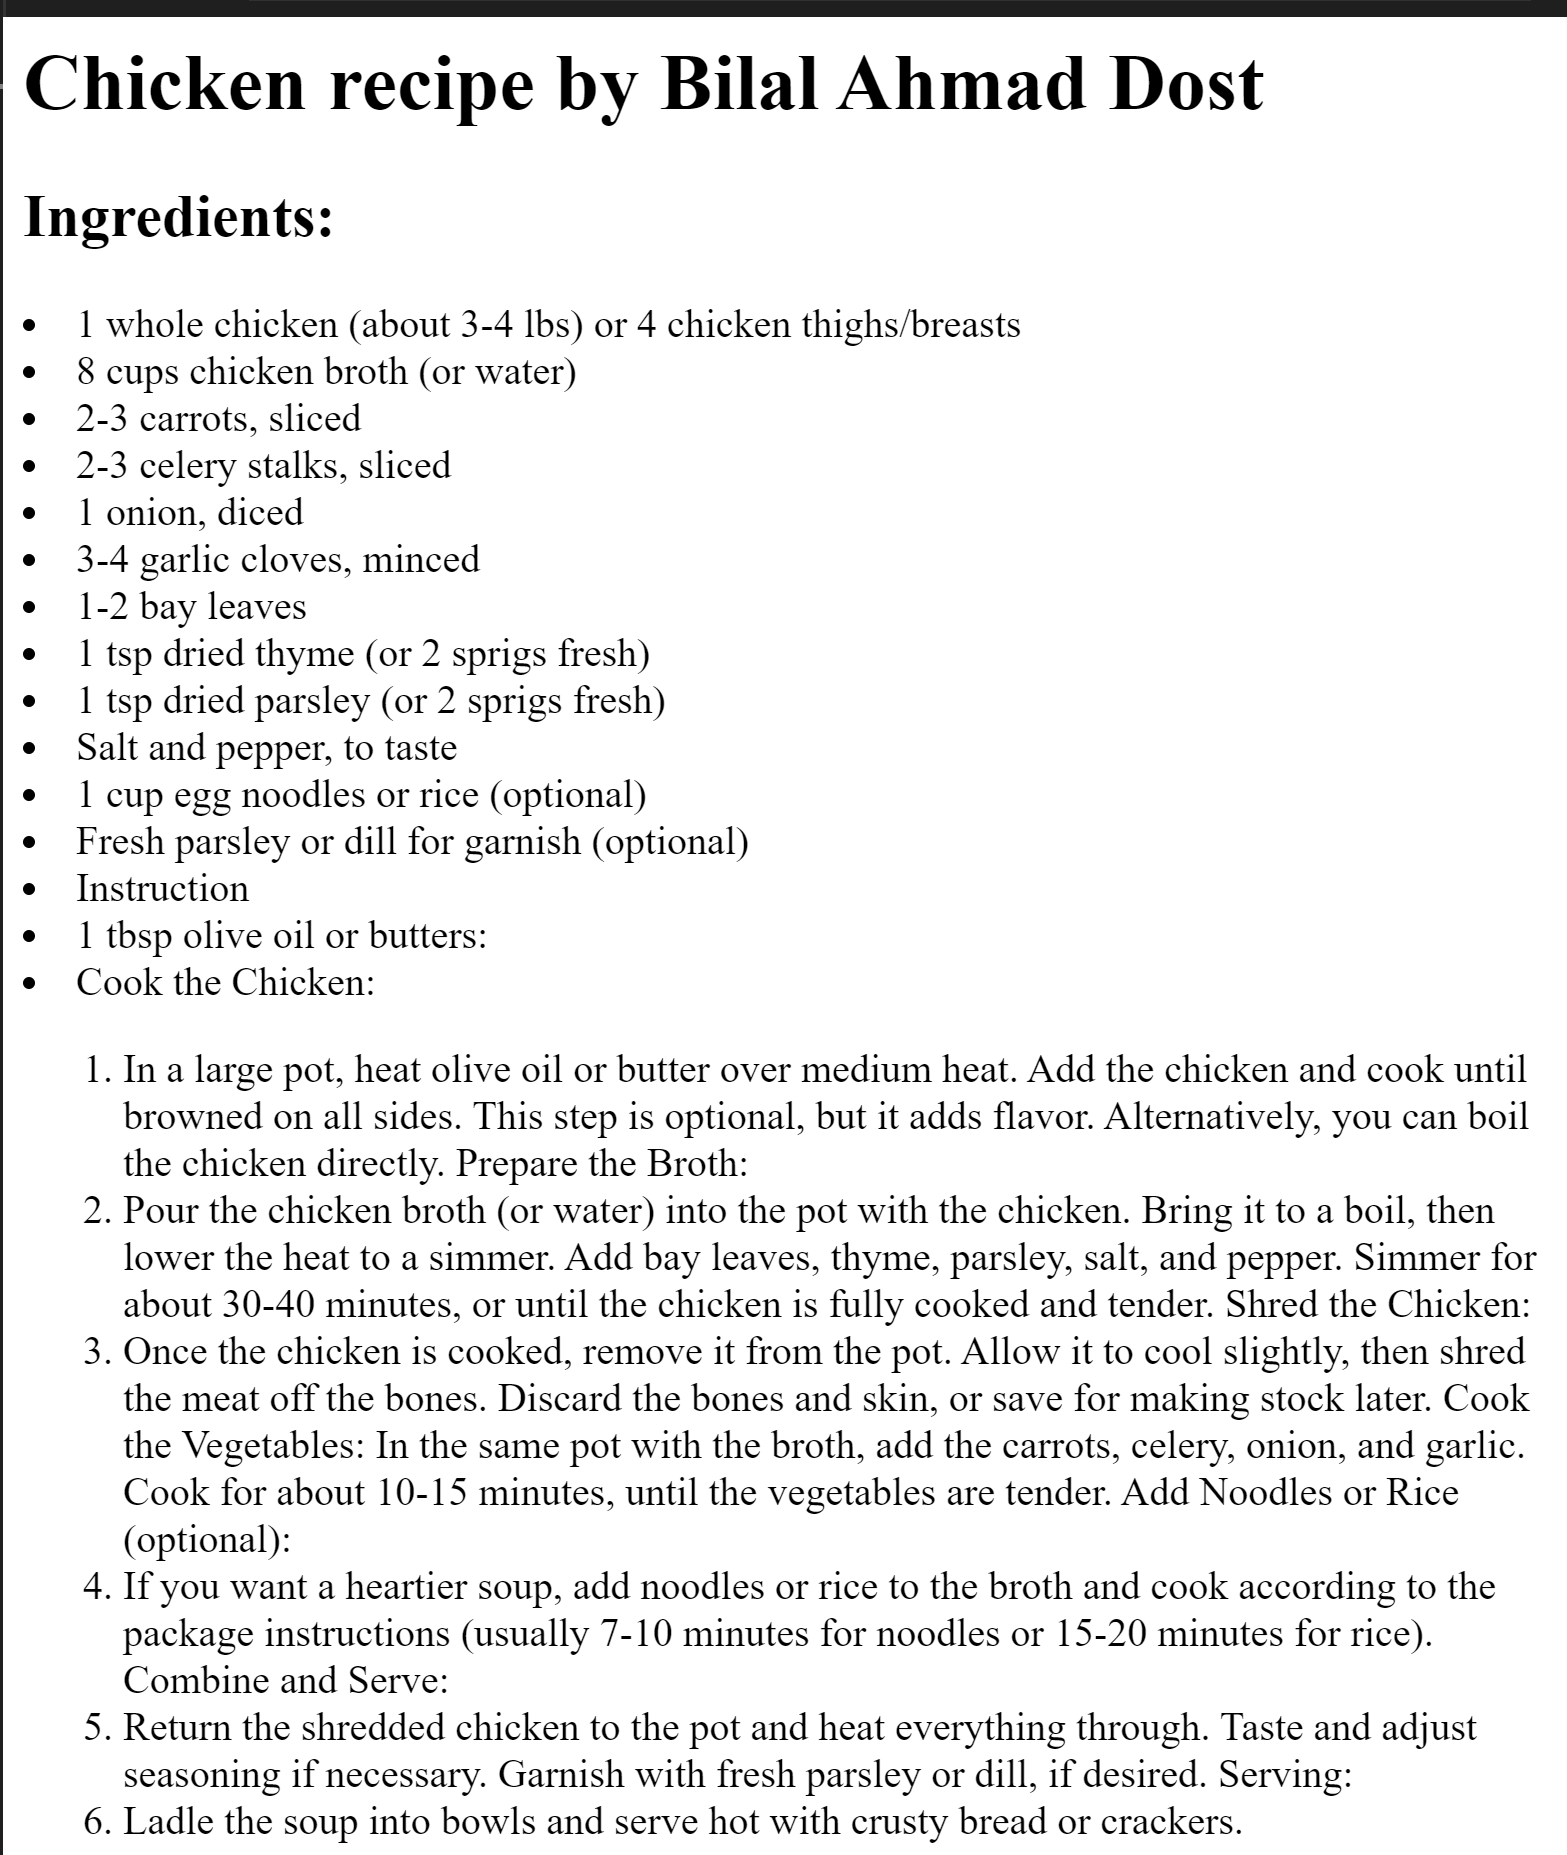 Chicken recipe by Bilal Ahmad Dost
Ingredients:
• 1 whole chicken (about 3-4 lbs) or 4 chicken thighs/breasts
• 8 cups chicken broth (or water)
• 2-3 carrots, sliced
• 2-3 celery stalks, sliced
• 1 onion, diced
• 3-4 garlic cloves, minced
• 1-2 bay leaves
• 1 tsp dried thyme (or 2 sprigs fresh)
• 1 tsp dried parsley (or 2 sprigs fresh)
• Salt and pepper, to taste
• 1 cup egg noodles or rice (optional)
• Fresh parsley or dill for garnish (optional)
• Instruction
• 1 tbsp olive oil or butters:
• Cook the Chicken:
1. In a large pot, heat olive oil or butter over medium heat. Add the chicken and cook until
browned on all sides. This step is optional, but it adds flavor. Alternatively, you can boil
the chicken directly. Prepare the Broth:
2. Pour the chicken broth (or water) into the pot with the chicken. Bring it to a boil, then
lower the heat to a simmer. Add bay leaves, thyme, parsley, salt, and pepper. Simmer for
about 30-40 minutes, or until the chicken is fully cooked and tender. Shred the Chicken:
3. Once the chicken is cooked, remove it from the pot. Allow it to cool slightly, then shred
the meat off the bones. Discard the bones and skin, or save for making stock later. Cook
the Vegetables: In the same pot with the broth, add the carrots, celery, onion, and garlic.
Cook for about 10-15 minutes, until the vegetables are tender. Add Noodles or Rice
(optional):
4. If you want a heartier soup, add noodles or rice to the broth and cook according to the
package instructions (usually 7-10 minutes for noodles or 15-20 minutes for rice).
Combine and Serve:
5. Return the shredded chicken to the pot and heat everything through. Taste and adjust
seasoning if necessary. Garnish with fresh parsley or dill, if desired. Serving:
6. Ladle the soup into bowls and serve hot with crusty bread or crackers.